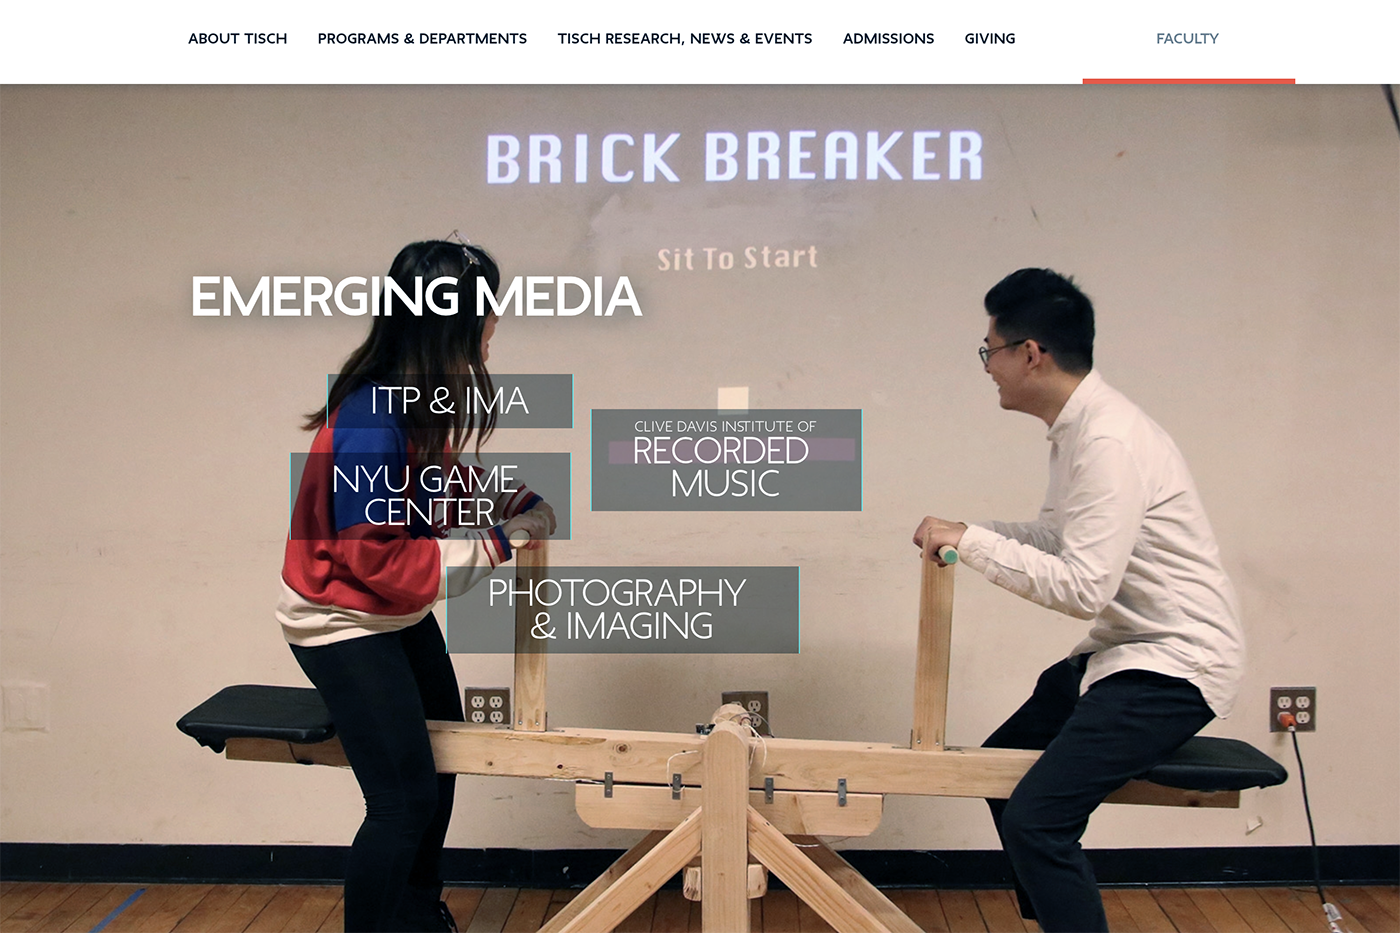 ABOUT TISCH
PROGRAMS & DEPARTMENTS
TISCH RESEARCH, NEWS & EVENTS
ADMISSIONS
GIVING
FACULTY
BRICK BREAKER
Sit To Start
EMERGING MEDIA
ITP & IMA
NYU GAME
CENTER
CLIVE DAVIS INSTITUTE OF
RECORDED
MUSIC
PHOTOGRAPHY
& IMAGING